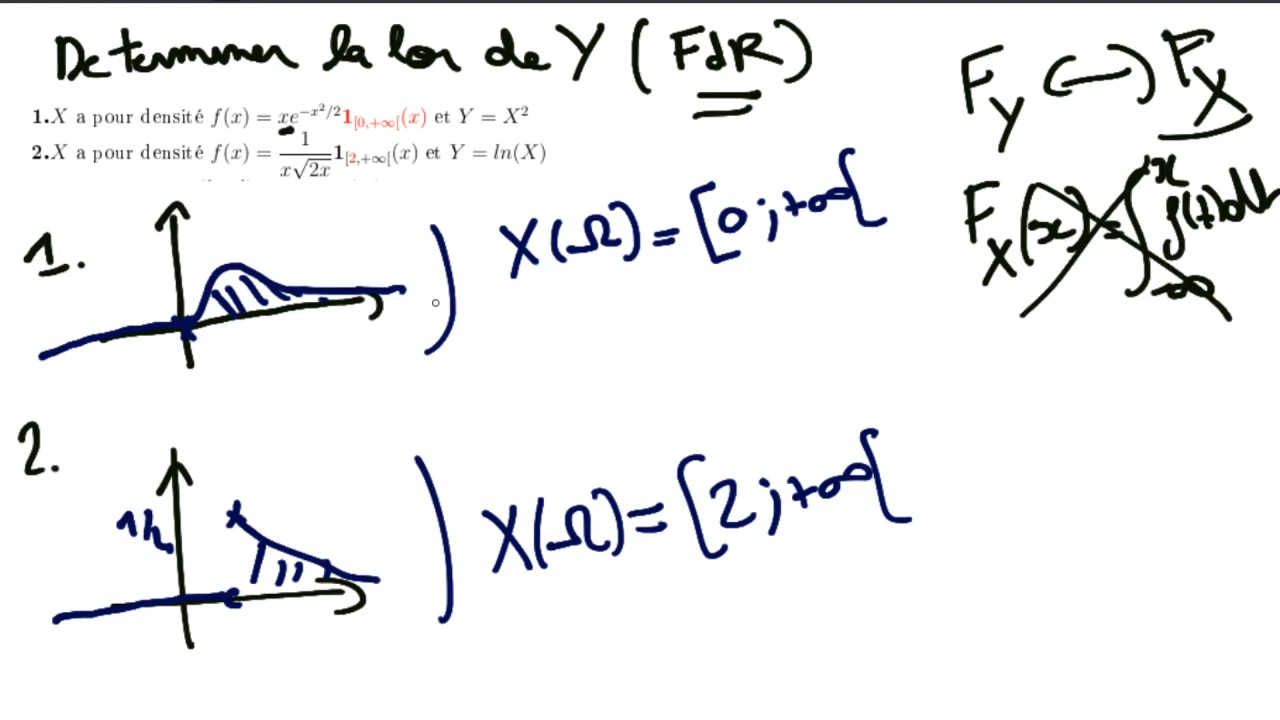 Determiner la loi de Y (FdR)
F_Y ↔ F_X
1.X a pour densité f(x) = xe^{-x²/2}1_{[0,+∞[}(x) et Y = X²
2.X a pour densité f(x) = 1/(x√2x) 1_{[2,+∞[}(x) et Y = ln(X)
F_X(x) = ∫_{-∞}^{x} f(t)dt
1.
X(Ω) = [0;+∞[
2.
X(Ω) = [2;+∞[